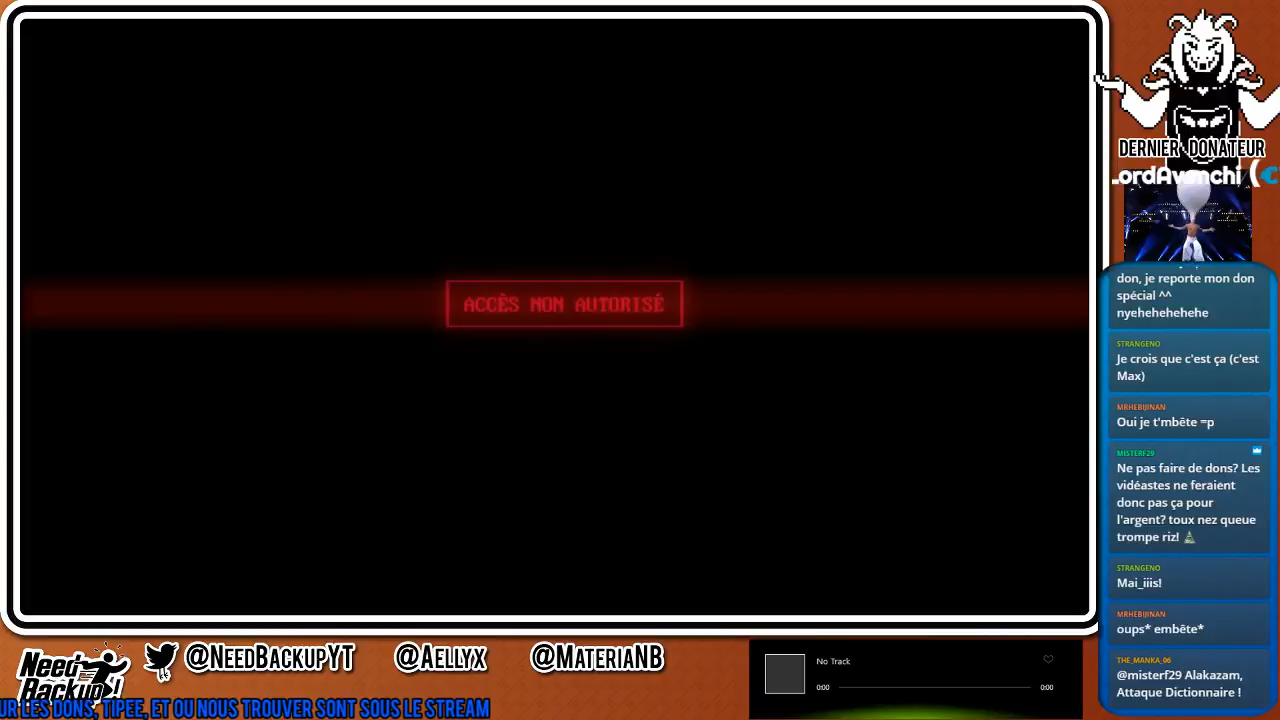 ACCÈS NON AUTORISÉ
DERNIER DONATEUR
LordAvenchi (€
don, je reporte mon don
spécial ^^
nyehehehehehe
STRANGENO
Je crois que c'est ça (c'est
Max)
MRHEBIJINAN
Oui je t'mbête =p
MISTERF29
Ne pas faire de dons? Les
vidéastes ne feraient
donc pas ça pour
l'argent? toux nez queue
trompe riz!
STRANGENO
Mai_iiis!
MRHEBIJINAN
oups* embête*
THE_MANKA_06
@misterf29 Alakazam,
Attaque Dictionnaire !
Need
Backup!
@NEEDBACKUPYT
@AELLYX
@MATERIANB
UR LES DONS, TIPEE, ET OU NOUS TROUVER SONT SOUS LE STREAM
No Track
0:00
0:00